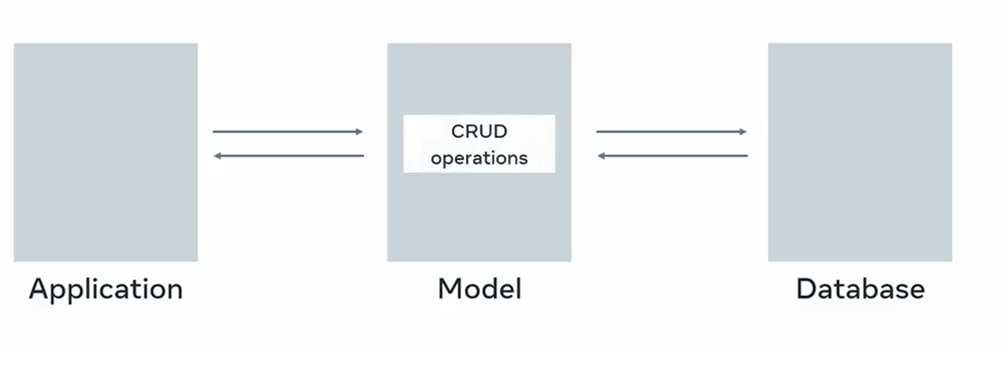 CRUD
operations
Application
Model
Database